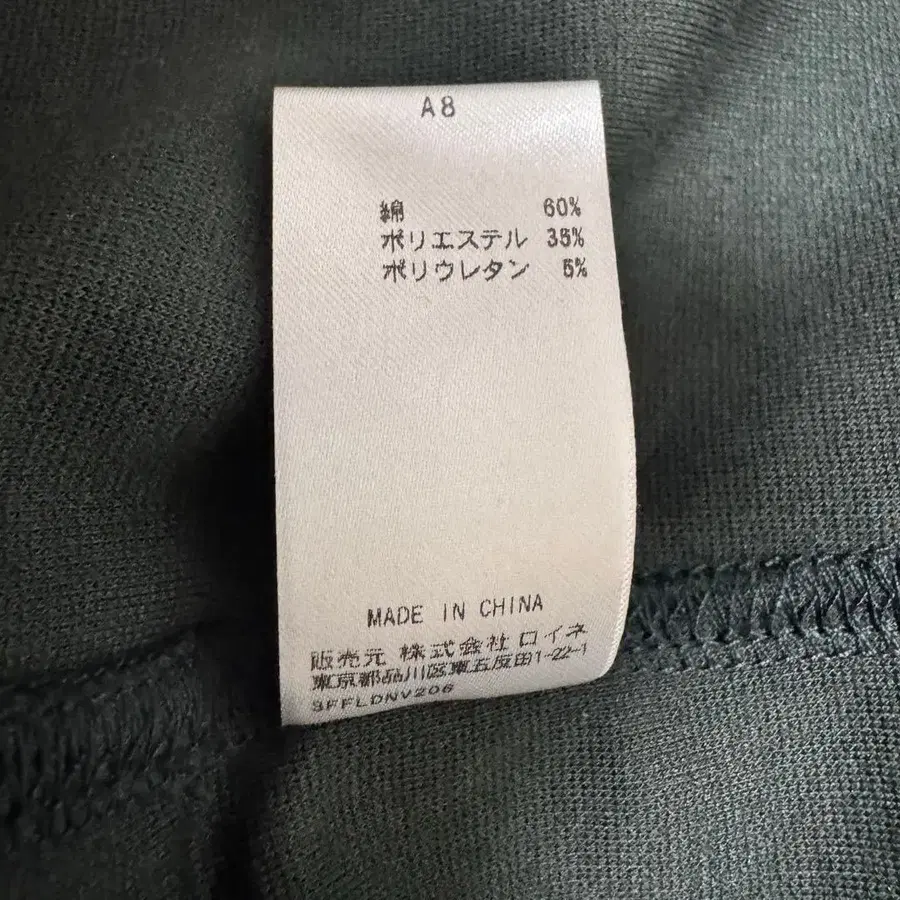 A8
綿 60%
ポリエステル 35%
ポリウレタン 5%
MADE IN CHINA
販売元 株式会社 ロイネ
東京都品川区東五反田1-22-1
3FFLDNV206